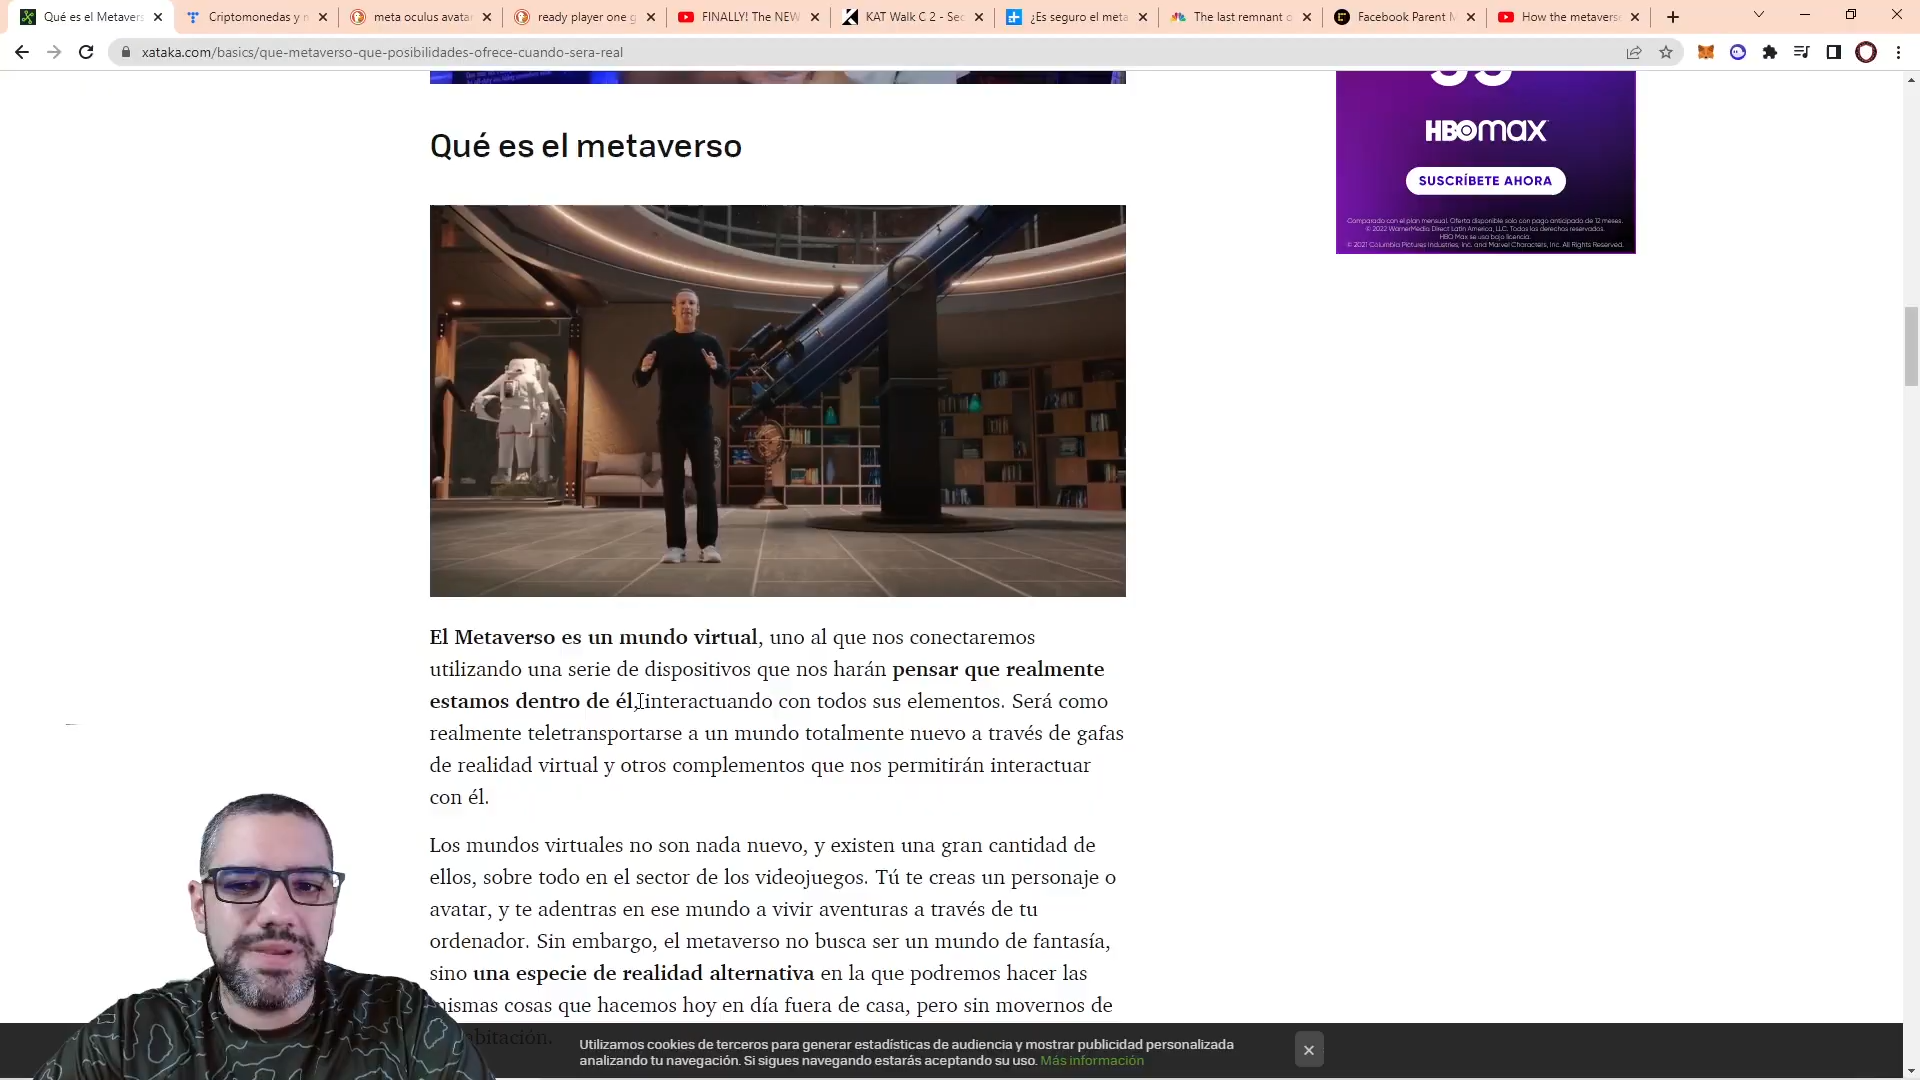 Qué es el Metavers
Criptomonedas y n
meta oculus avatar
ready player one g
FINALLY! The NEW
KAT Walk C 2 - Sec
¿Es seguro el meta
The last remnant o
Facebook Parent M
How the metavers
xataka.com/basics/que-metaverso-que-posibilidades-ofrece-cuando-sera-real
HBOmax
SUSCRÍBETE AHORA
Comparado con el plan mensual. Oferta disponible solo con pago anticipado de 12 meses.
© 2022 WarnerMedia Direct Latin America, LLC. Todos los derechos reservados.
HBO Max se usa bajo licencia.
© 2021 Columbia Pictures Industries, Inc. and Marvel Characters, Inc. All Rights Reserved.
Qué es el metaverso
El Metaverso es un mundo virtual, uno al que nos conectaremos
utilizando una serie de dispositivos que nos harán pensar que realmente
estamos dentro de él, interactuando con todos sus elementos. Será como
realmente teletransportarse a un mundo totalmente nuevo a través de gafas
de realidad virtual y otros complementos que nos permitirán interactuar
con él.
Los mundos virtuales no son nada nuevo, y existen una gran cantidad de
ellos, sobre todo en el sector de los videojuegos. Tú te creas un personaje o
avatar, y te adentras en ese mundo a vivir aventuras a través de tu
ordenador. Sin embargo, el metaverso no busca ser un mundo de fantasía,
sino una especie de realidad alternativa en la que podremos hacer las
mismas cosas que hacemos hoy en día fuera de casa, pero sin movernos de
Utilizamos cookies de terceros para generar estadísticas de audiencia y mostrar publicidad personalizada
analizando tu navegación. Si sigues navegando estarás aceptando su uso. Más información